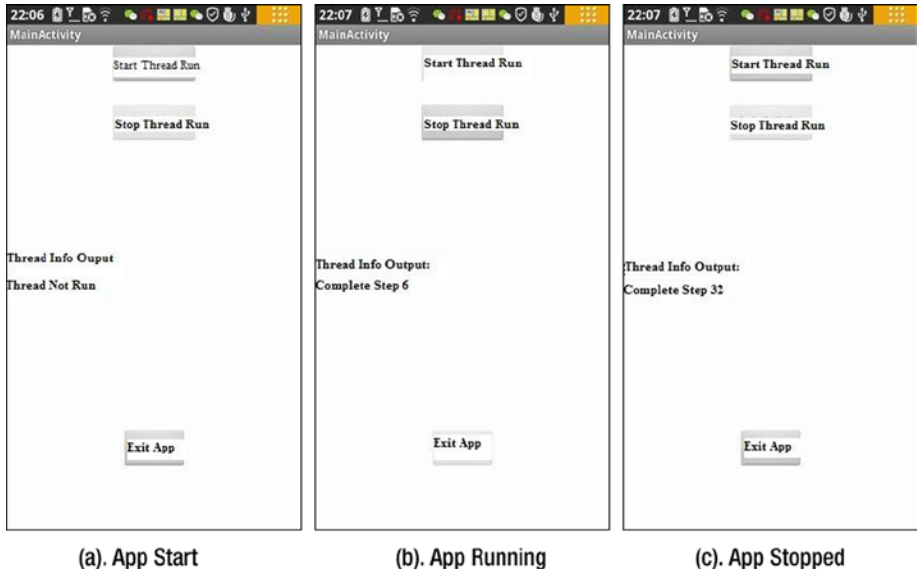 22:06
MainActivity
Start Thread Run
Stop Thread Run
Thread Info Ouput
Thread Not Run
Exit App
(a). App Start
22:07
MainActivity
Start Thread Run
Stop Thread Run
Thread Info Output:
Complete Step 6
Exit App
(b). App Running
22:07
MainActivity
Start Thread Run
Stop Thread Run
Thread Info Output:
Complete Step 32
Exit App
(c). App Stopped